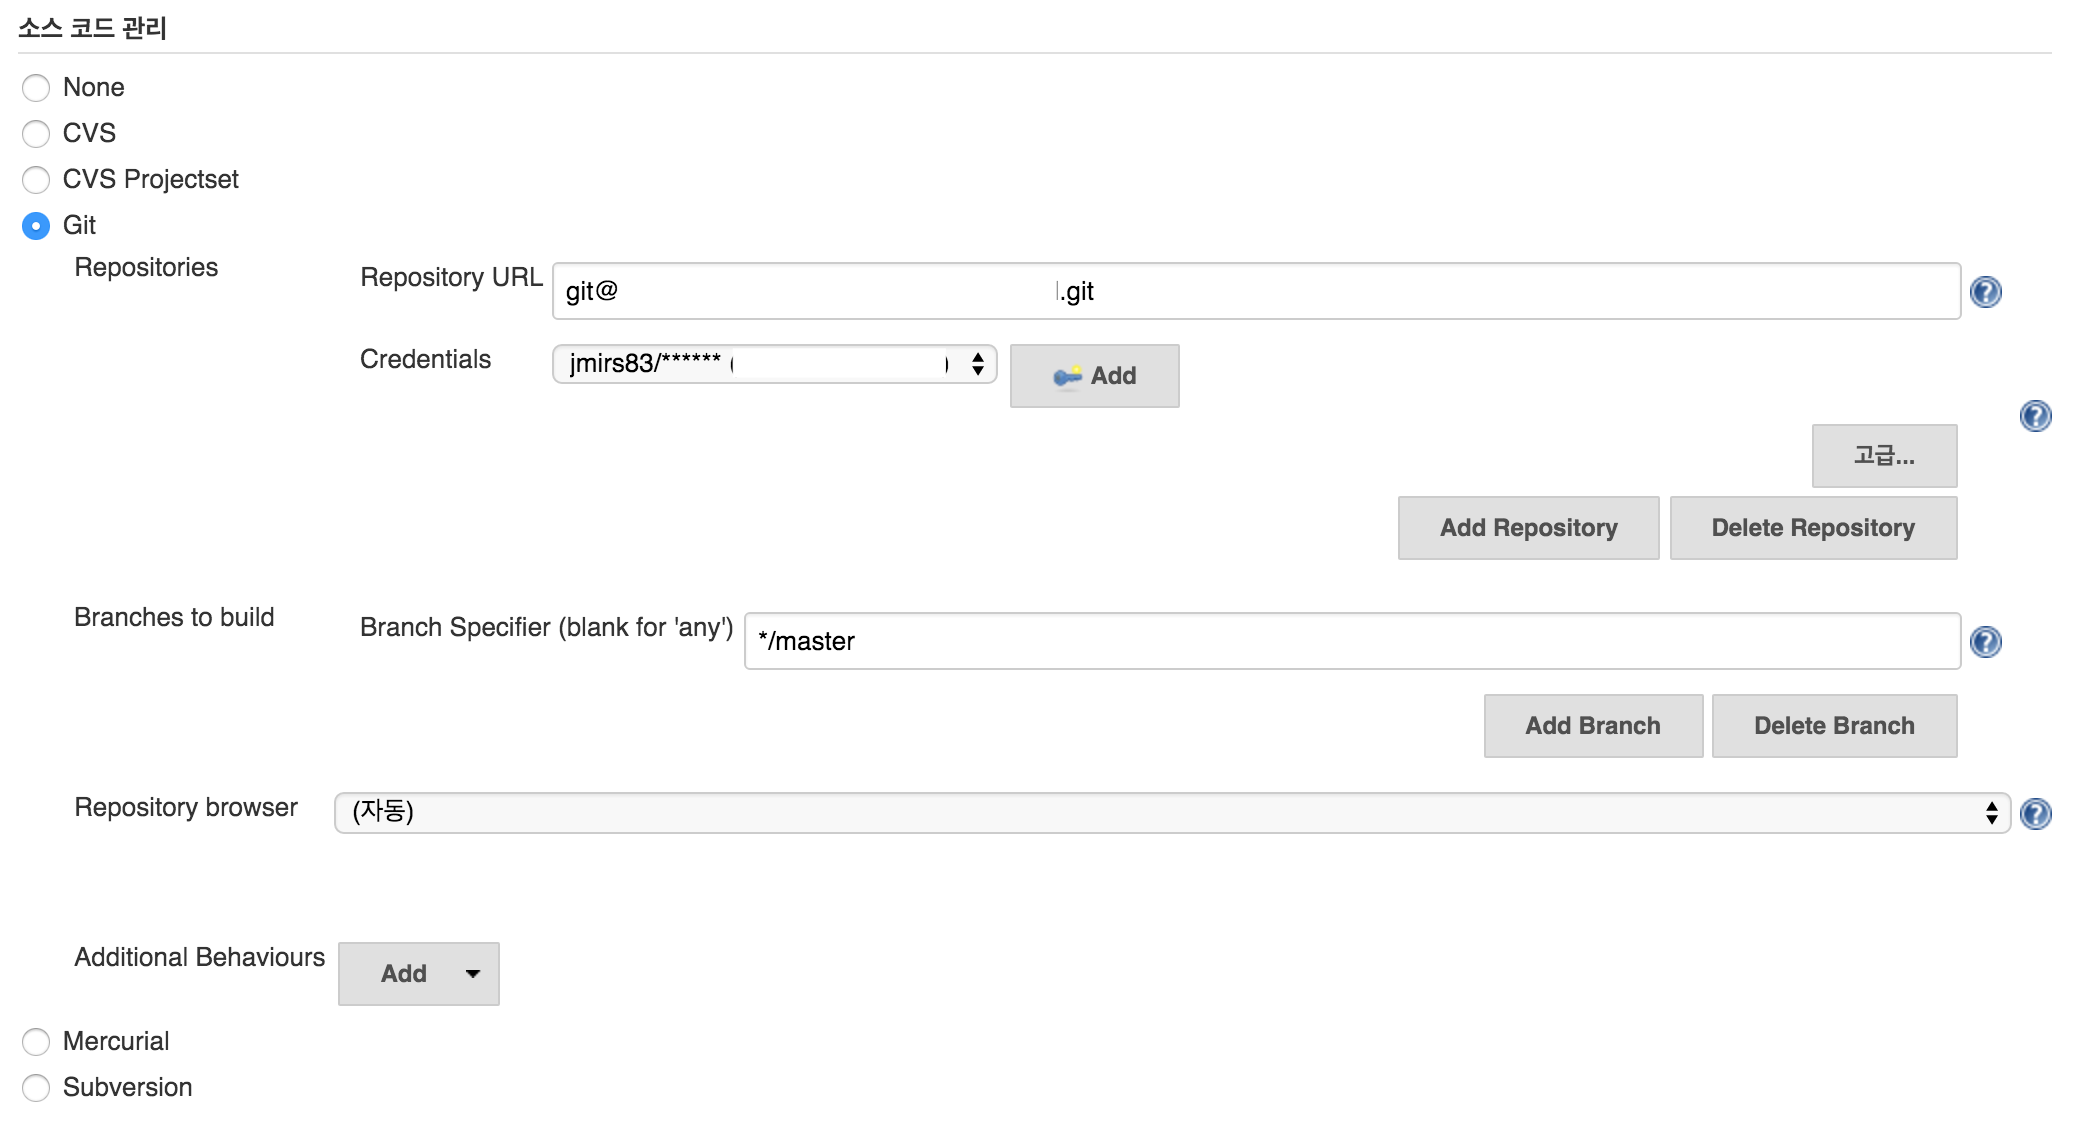 소스 코드 관리
None
CVS
CVS Projectset
Git
Repositories
Repository URL git@ .git
Credentials jmirs83/****** ( ) Add
고급...
Add Repository Delete Repository
Branches to build Branch Specifier (blank for 'any') */master
Add Branch Delete Branch
Repository browser (자동)
Additional Behaviours Add
Mercurial
Subversion